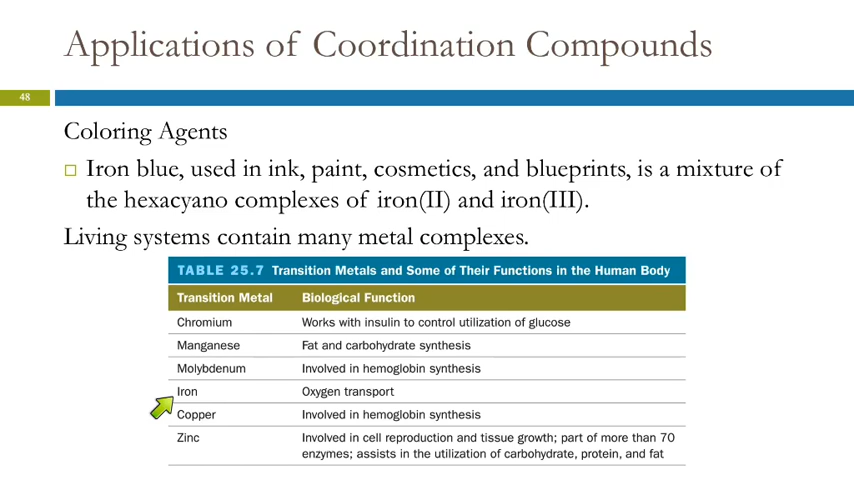 Applications of Coordination Compounds
48
Coloring Agents
Iron blue, used in ink, paint, cosmetics, and blueprints, is a mixture of
the hexacyano complexes of iron(II) and iron(III).
Living systems contain many metal complexes.
TABLE 25.7 Transition Metals and Some of Their Functions in the Human Body
Transition Metal Biological Function
Chromium Works with insulin to control utilization of glucose
Manganese Fat and carbohydrate synthesis
Molybdenum Involved in hemoglobin synthesis
Iron Oxygen transport
Copper Involved in hemoglobin synthesis
Zinc Involved in cell reproduction and tissue growth; part of more than 70
enzymes; assists in the utilization of carbohydrate, protein, and fat